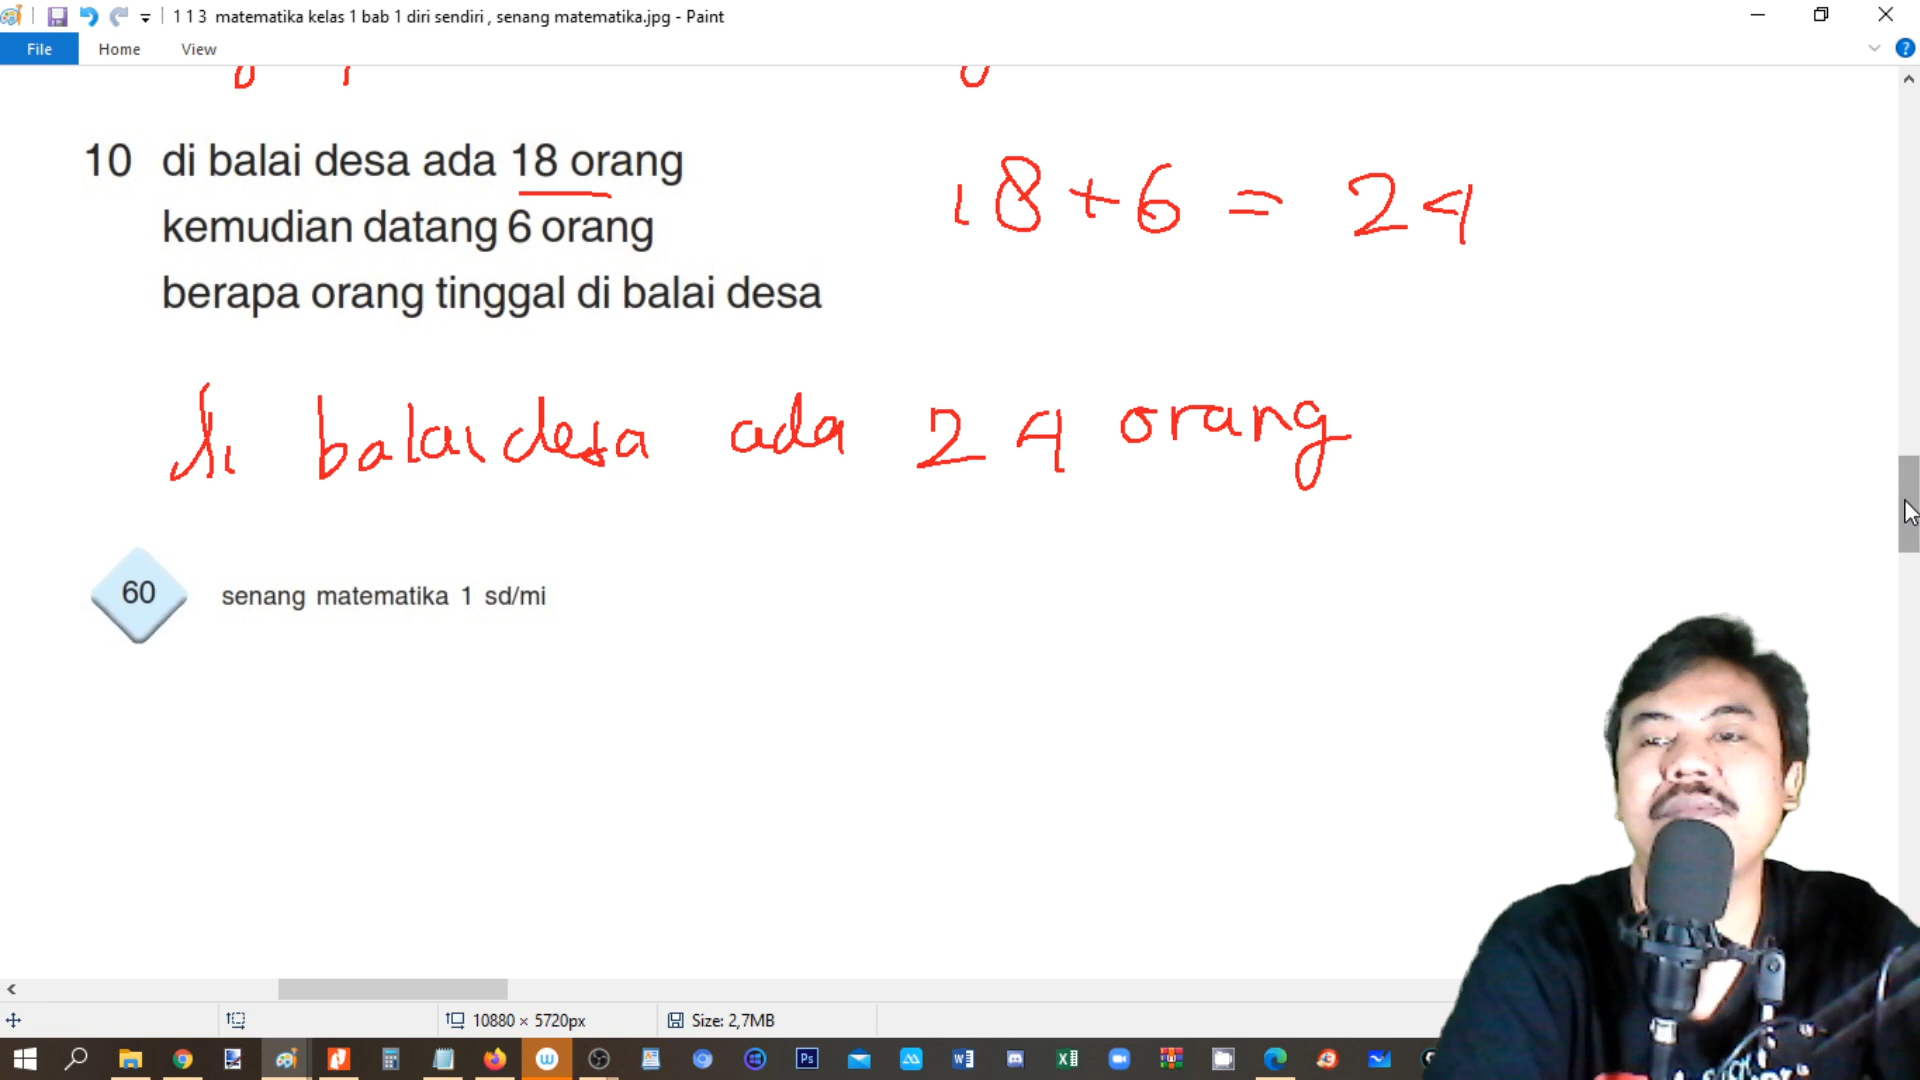 1 1 3 matematika kelas 1 bab 1 diri sendiri , senang matematika.jpg - Paint
File Home View
10 di balai desa ada 18 orang
kemudian datang 6 orang
berapa orang tinggal di balai desa
18 + 6 = 24
di balai desa ada 24 orang
60 senang matematika 1 sd/mi
10880 × 5720px Size: 2,7MB